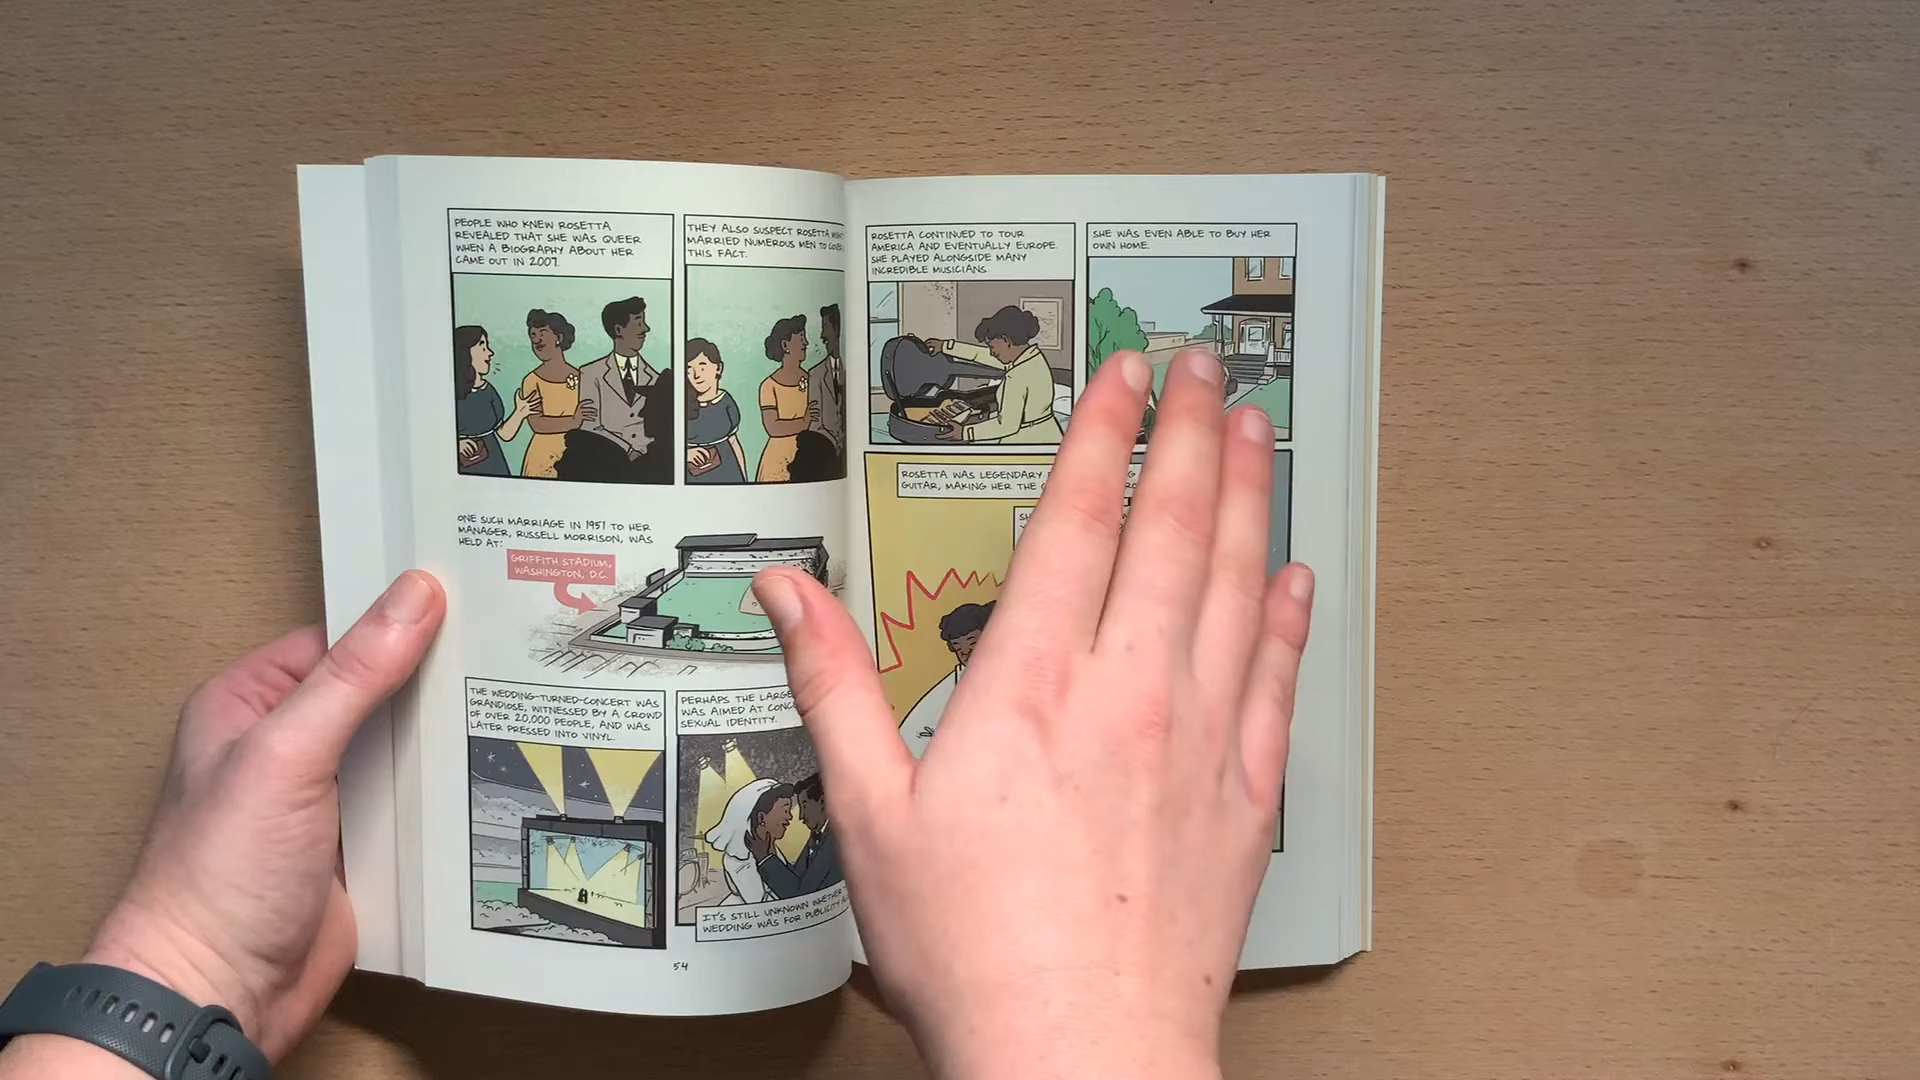 PEOPLE WHO KNEW ROSETTA
REVEALED THAT SHE WAS QUEER
WHEN A BIOGRAPHY ABOUT HER
CAME OUT IN 2007.
THEY ALSO SUSPECT ROSETTA
MARRIED NUMEROUS MEN TO
THIS FACT.
ONE SUCH MARRIAGE IN 1951 TO HER
MANAGER, RUSSELL MORRISON, WAS
HELD AT:
GRIFFITH STADIUM,
WASHINGTON, D.C.
THE WEDDING-TURNED-CONCERT WAS
GRANDIOSE, WITNESSED BY A CROWD
OF OVER 20,000 PEOPLE, AND WAS
LATER PRESSED INTO VINYL.
PERHAPS THE
WAS AIMED AT
SEXUAL IDENTITY.
IT'S STILL UNKNOWN WHETHER
WEDDING WAS FOR PUBLICITY
54
ROSETTA CONTINUED TO TOUR
AMERICA AND EVENTUALLY EUROPE.
SHE PLAYED ALONGSIDE MANY
INCREDIBLE MUSICIANS.
SHE WAS EVEN ABLE TO BUY HER
OWN HOME.
ROSETTA WAS LEGENDARY
GUITAR, MAKING HER THE